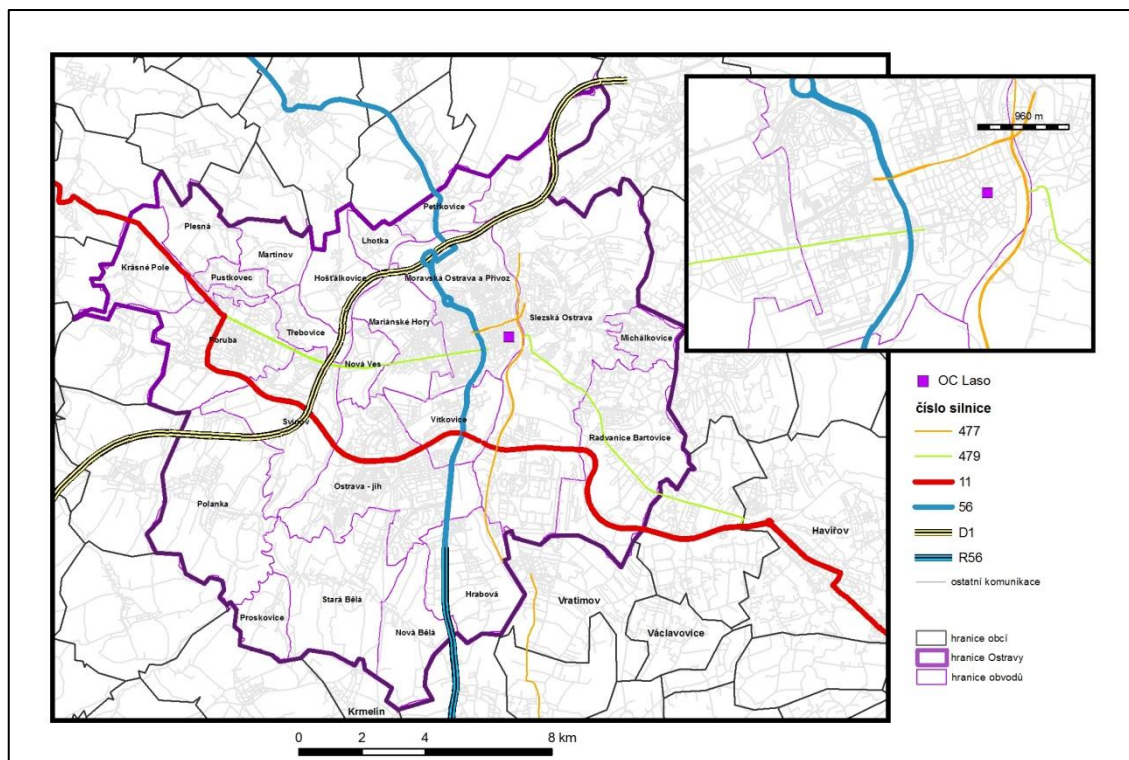 960 m
Petřkovice
Plesná
Lhotka
Martinov
Krásné Pole
Pustkovec
Hošťálkovice
Moravská Ostrava a Přívoz
Mariánské Hory
Slezská Ostrava
Třebovice
Poruba
Michálkovice
Nová Ves
Svinov
Vítkovice
Radvanice Bartovice
Ostrava - jih
Polanka
Havířov
Stará Bělá
Hrabová
Vratimov
Proskovice
Nová Bělá
Václavovice
Krmelín
0 2 4 8 km
OC Laso
číslo silnice
477
479
11
56
D1
R56
ostatní komunikace
hranice obcí
hranice Ostravy
hranice obvodů